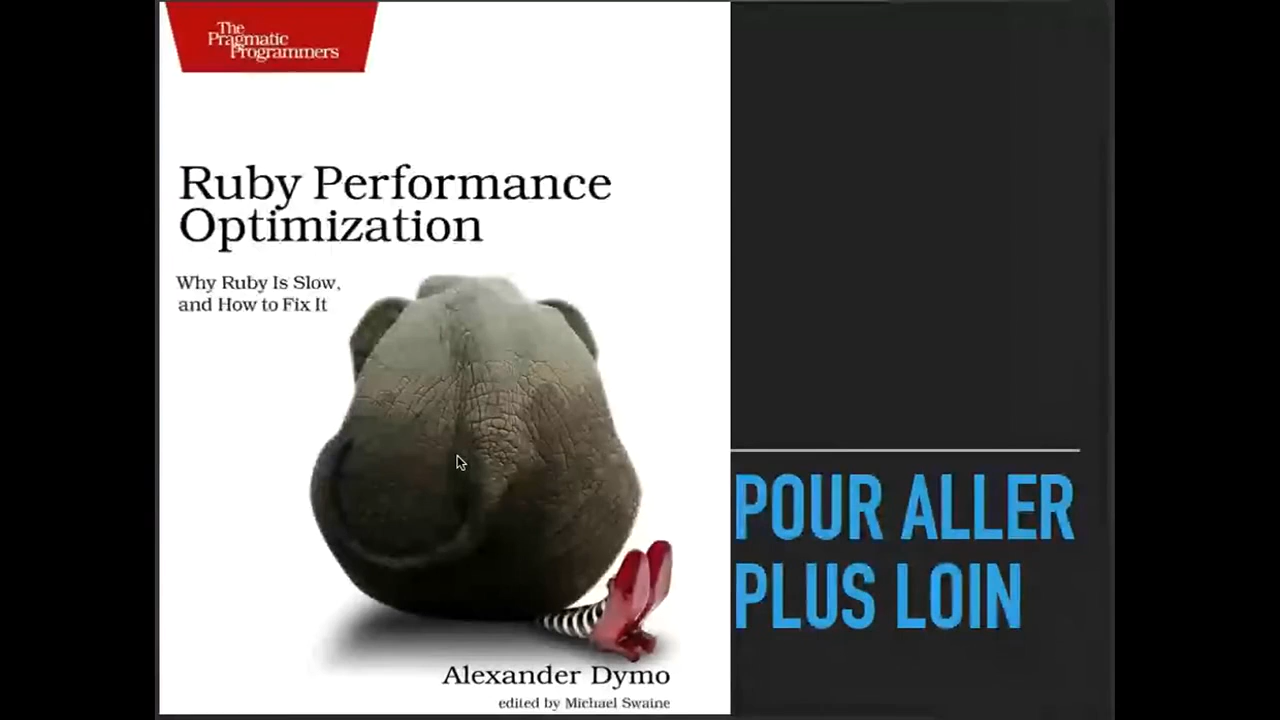 The
Pragmatic
Programmers
Ruby Performance
Optimization
Why Ruby Is Slow,
and How to Fix It
Alexander Dymo
edited by Michael Swaine
POUR ALLER
PLUS LOIN